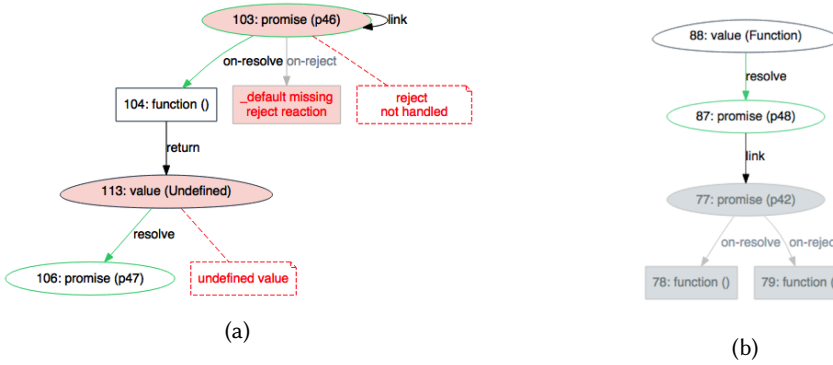 103: promise (p46)
link
on-resolve
on-reject
104: function ()
_default missing
reject reaction
reject
not handled
return
113: value (Undefined)
resolve
106: promise (p47)
undefined value
(a)
88: value (Function)
resolve
87: promise (p48)
link
77: promise (p42)
on-resolve
on-rejec
78: function ()
79: function (
(b)